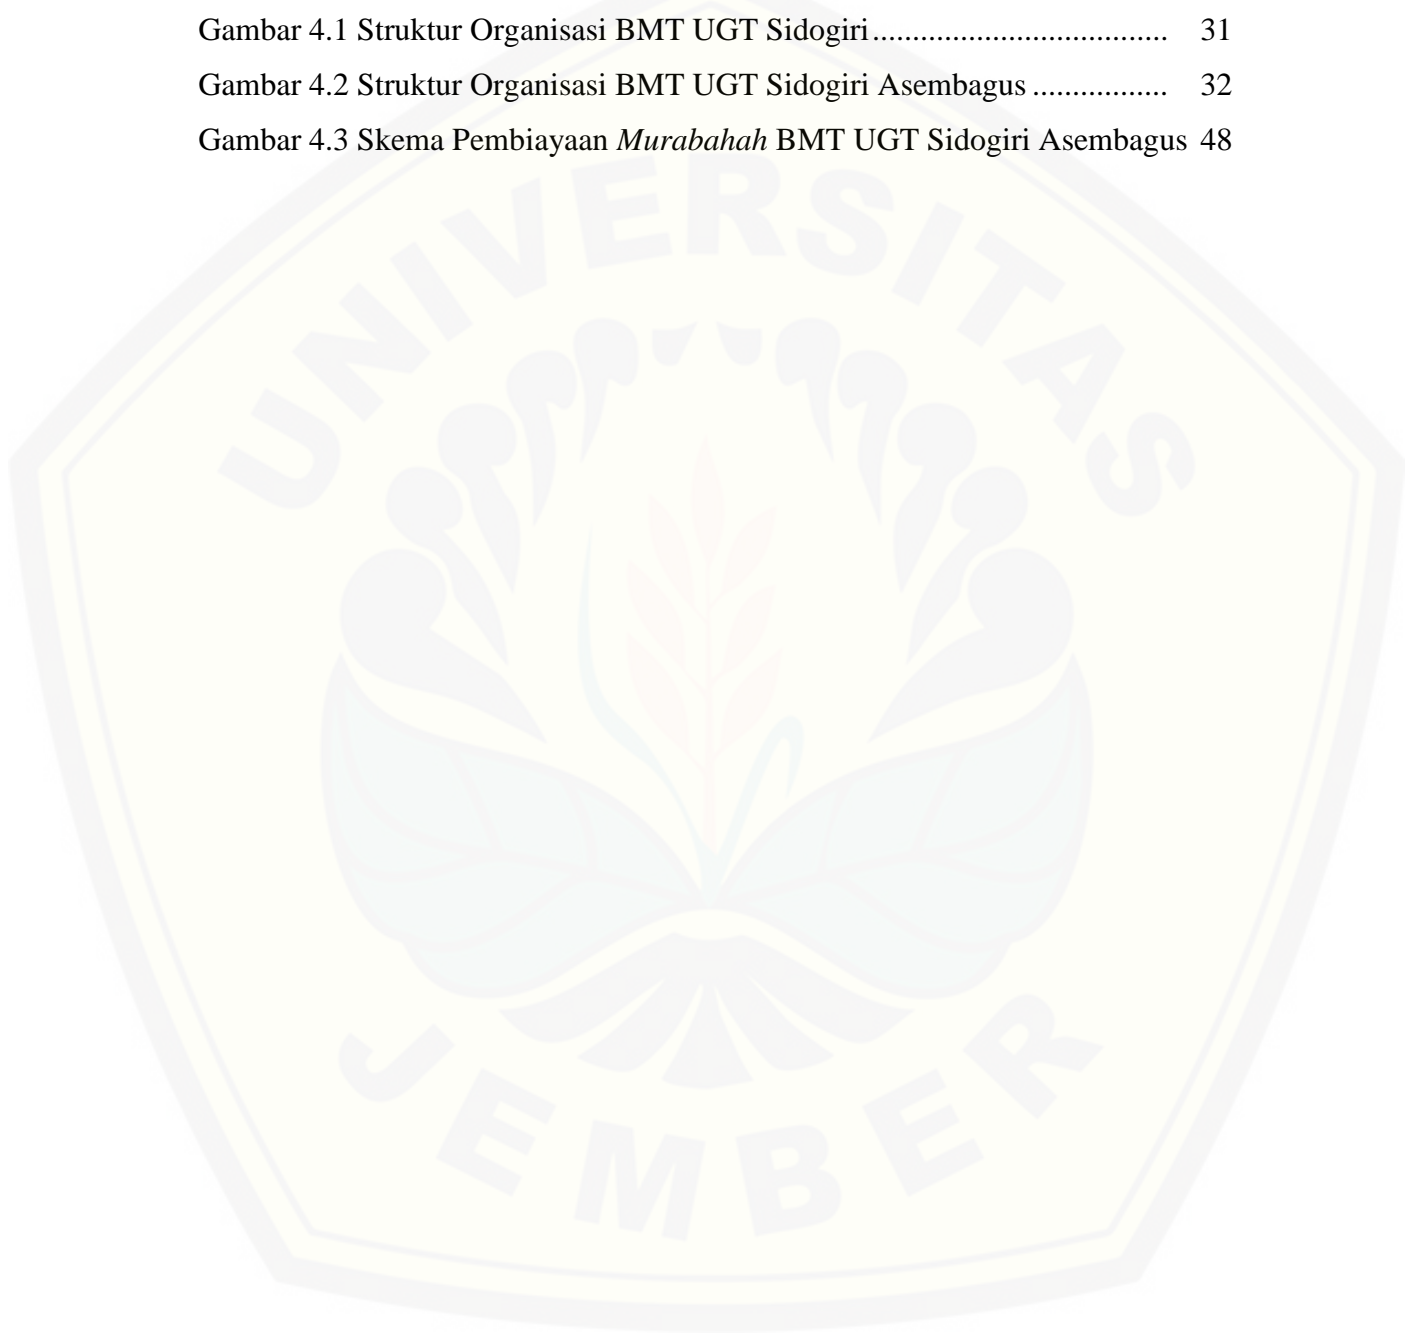 Gambar 4.1 Struktur Organisasi BMT UGT Sidogiri..................................... 31
Gambar 4.2 Struktur Organisasi BMT UGT Sidogiri Asembagus ................. 32
Gambar 4.3 Skema Pembiayaan Murabahah BMT UGT Sidogiri Asembagus 48
UNIVERSITAS
JEMBER